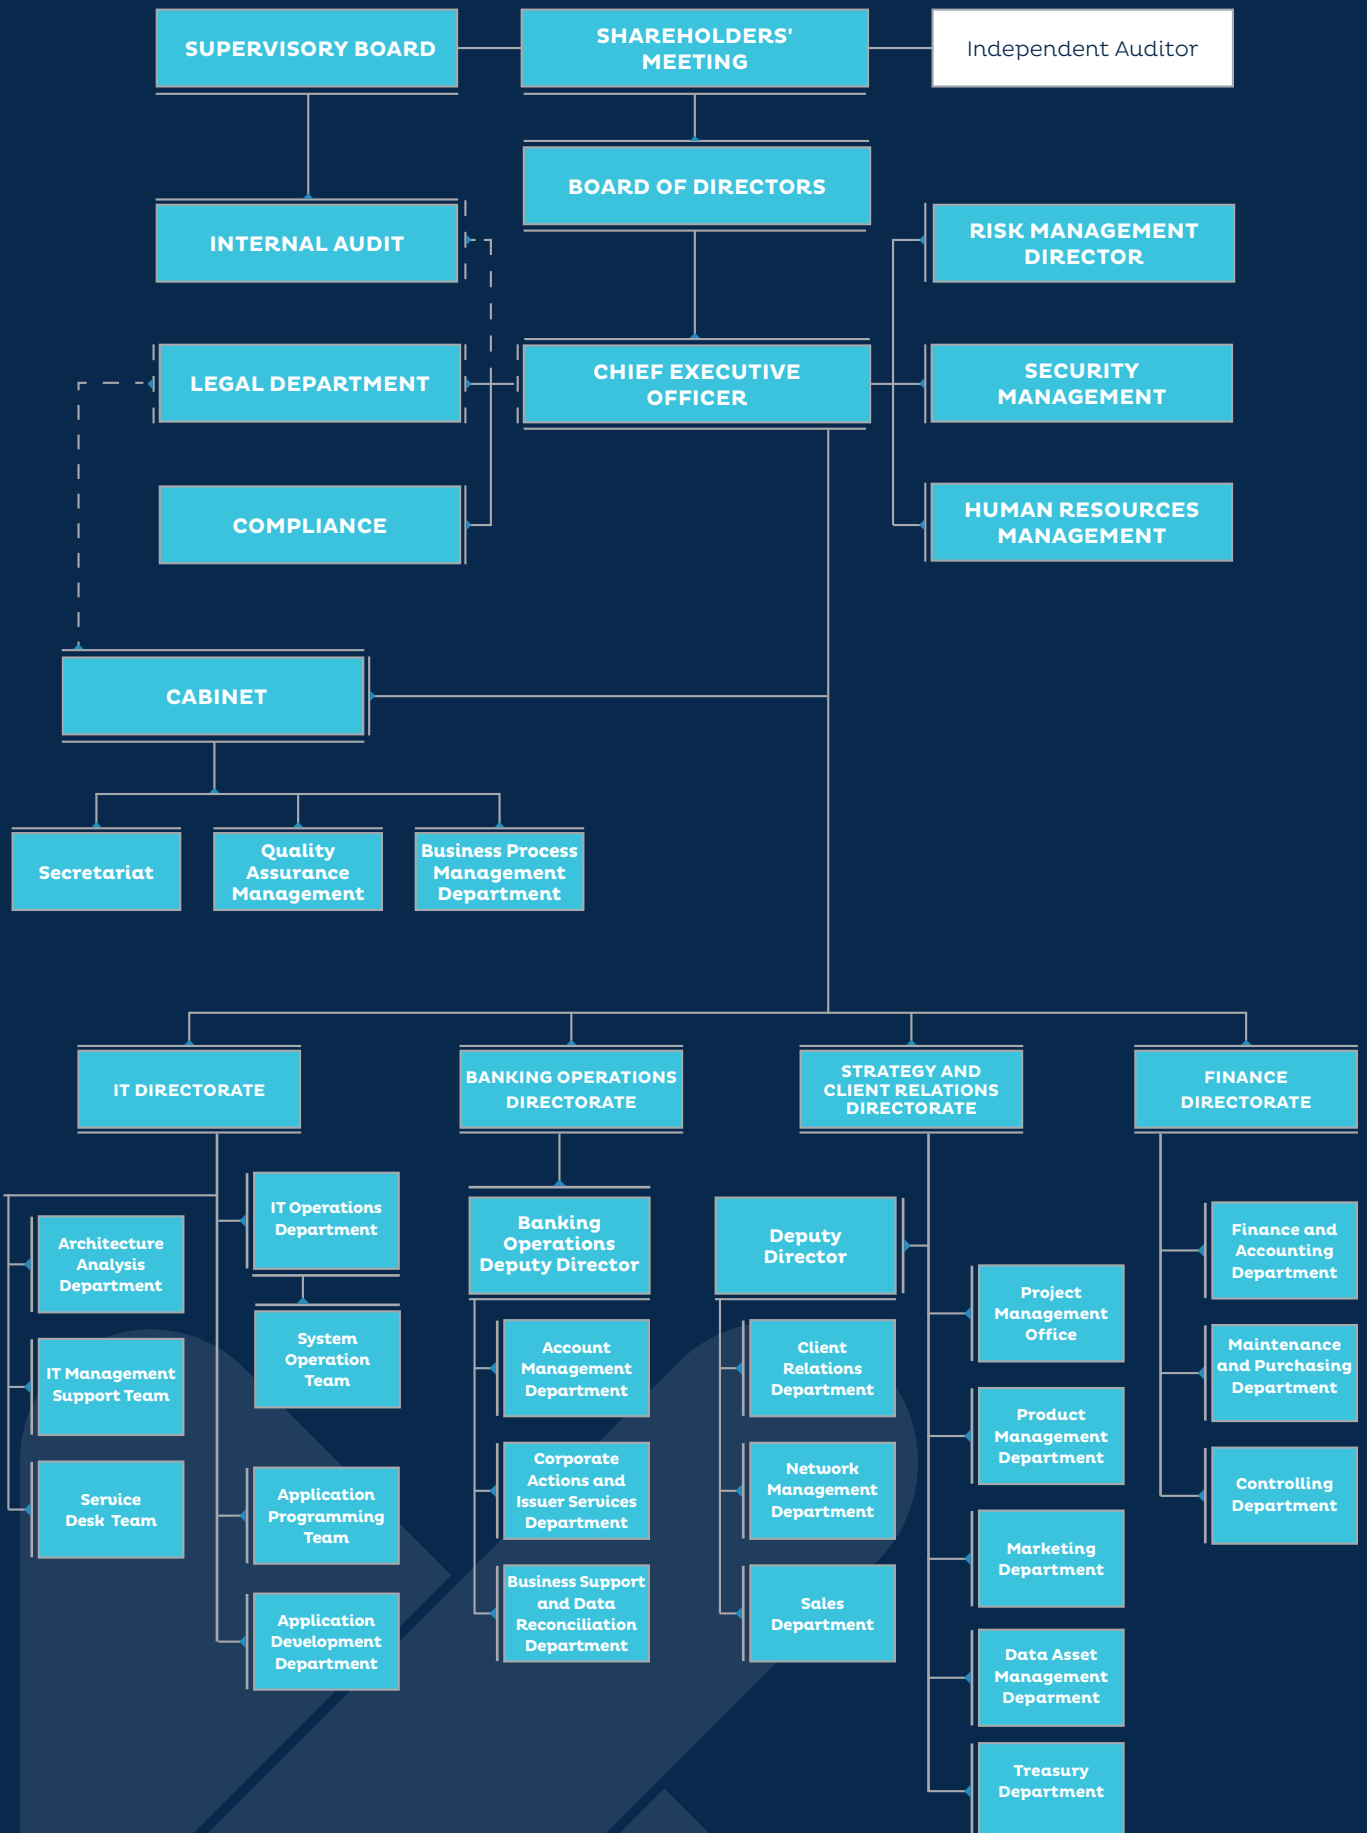 SUPERVISORY BOARD
SHAREHOLDERS'
MEETING
Independent Auditor
BOARD OF DIRECTORS
INTERNAL AUDIT
RISK MANAGEMENT
DIRECTOR
LEGAL DEPARTMENT
CHIEF EXECUTIVE
OFFICER
SECURITY
MANAGEMENT
COMPLIANCE
HUMAN RESOURCES
MANAGEMENT
CABINET
Secretariat
Quality
Assurance
Management
Business Process
Management
Department
IT DIRECTORATE
BANKING OPERATIONS
DIRECTORATE
STRATEGY AND
CLIENT RELATIONS
DIRECTORATE
FINANCE
DIRECTORATE
Architecture
Analysis
Department
IT Management
Support Team
Service
Desk Team
IT Operations
Department
System
Operation
Team
Application
Programming
Team
Application
Development
Department
Banking
Operations
Deputy Director
Account
Management
Department
Corporate
Actions and
Issuer Services
Department
Business Support
and Data
Reconciliation
Department
Deputy
Director
Client
Relations
Department
Network
Management
Department
Sales
Department
Project
Management
Office
Product
Management
Department
Marketing
Department
Data Asset
Management
Deparment
Treasury
Department
Finance and
Accounting
Department
Maintenance
and Purchasing
Department
Controlling
Department